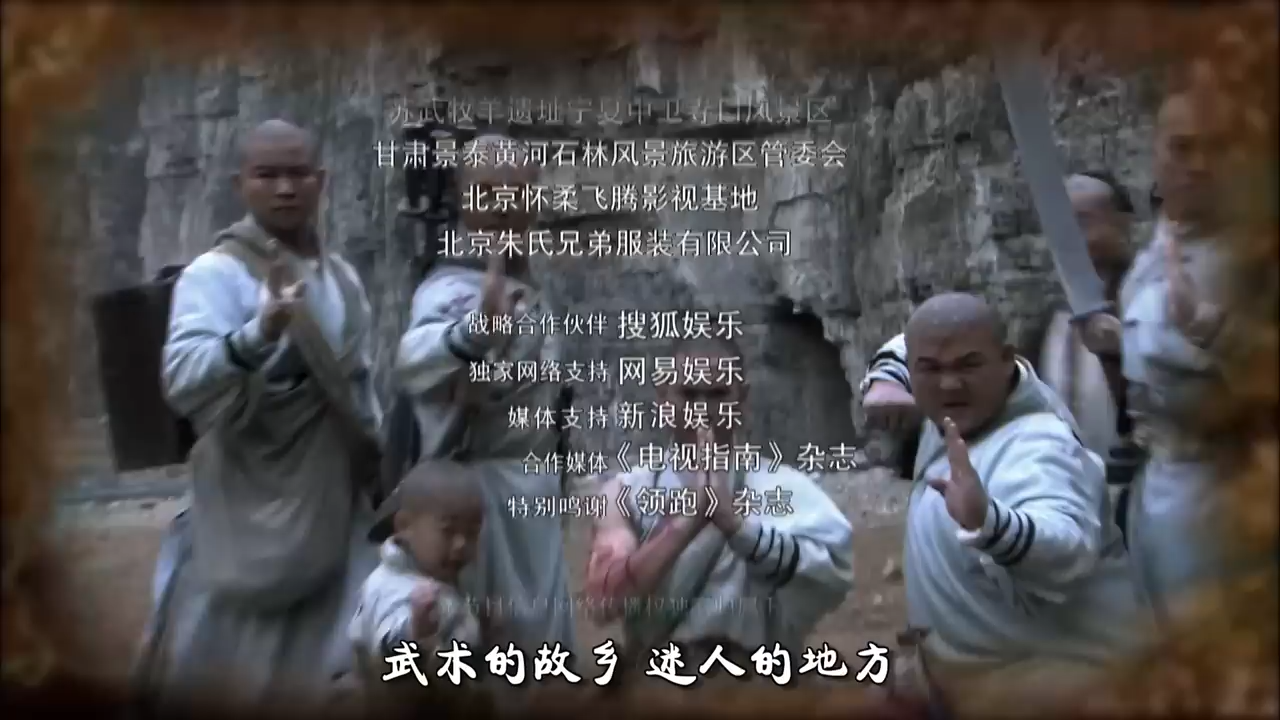 苏武牧羊遗址宁夏中卫寺口风景区
甘肃景泰黄河石林风景旅游区管委会
北京怀柔飞腾影视基地
北京朱氏兄弟服装有限公司
战略合作伙伴 搜狐娱乐
独家网络支持 网易娱乐
媒体支持 新浪娱乐
合作媒体《电视指南》杂志
特别鸣谢《领跑》杂志
武术的故乡 迷人的地方